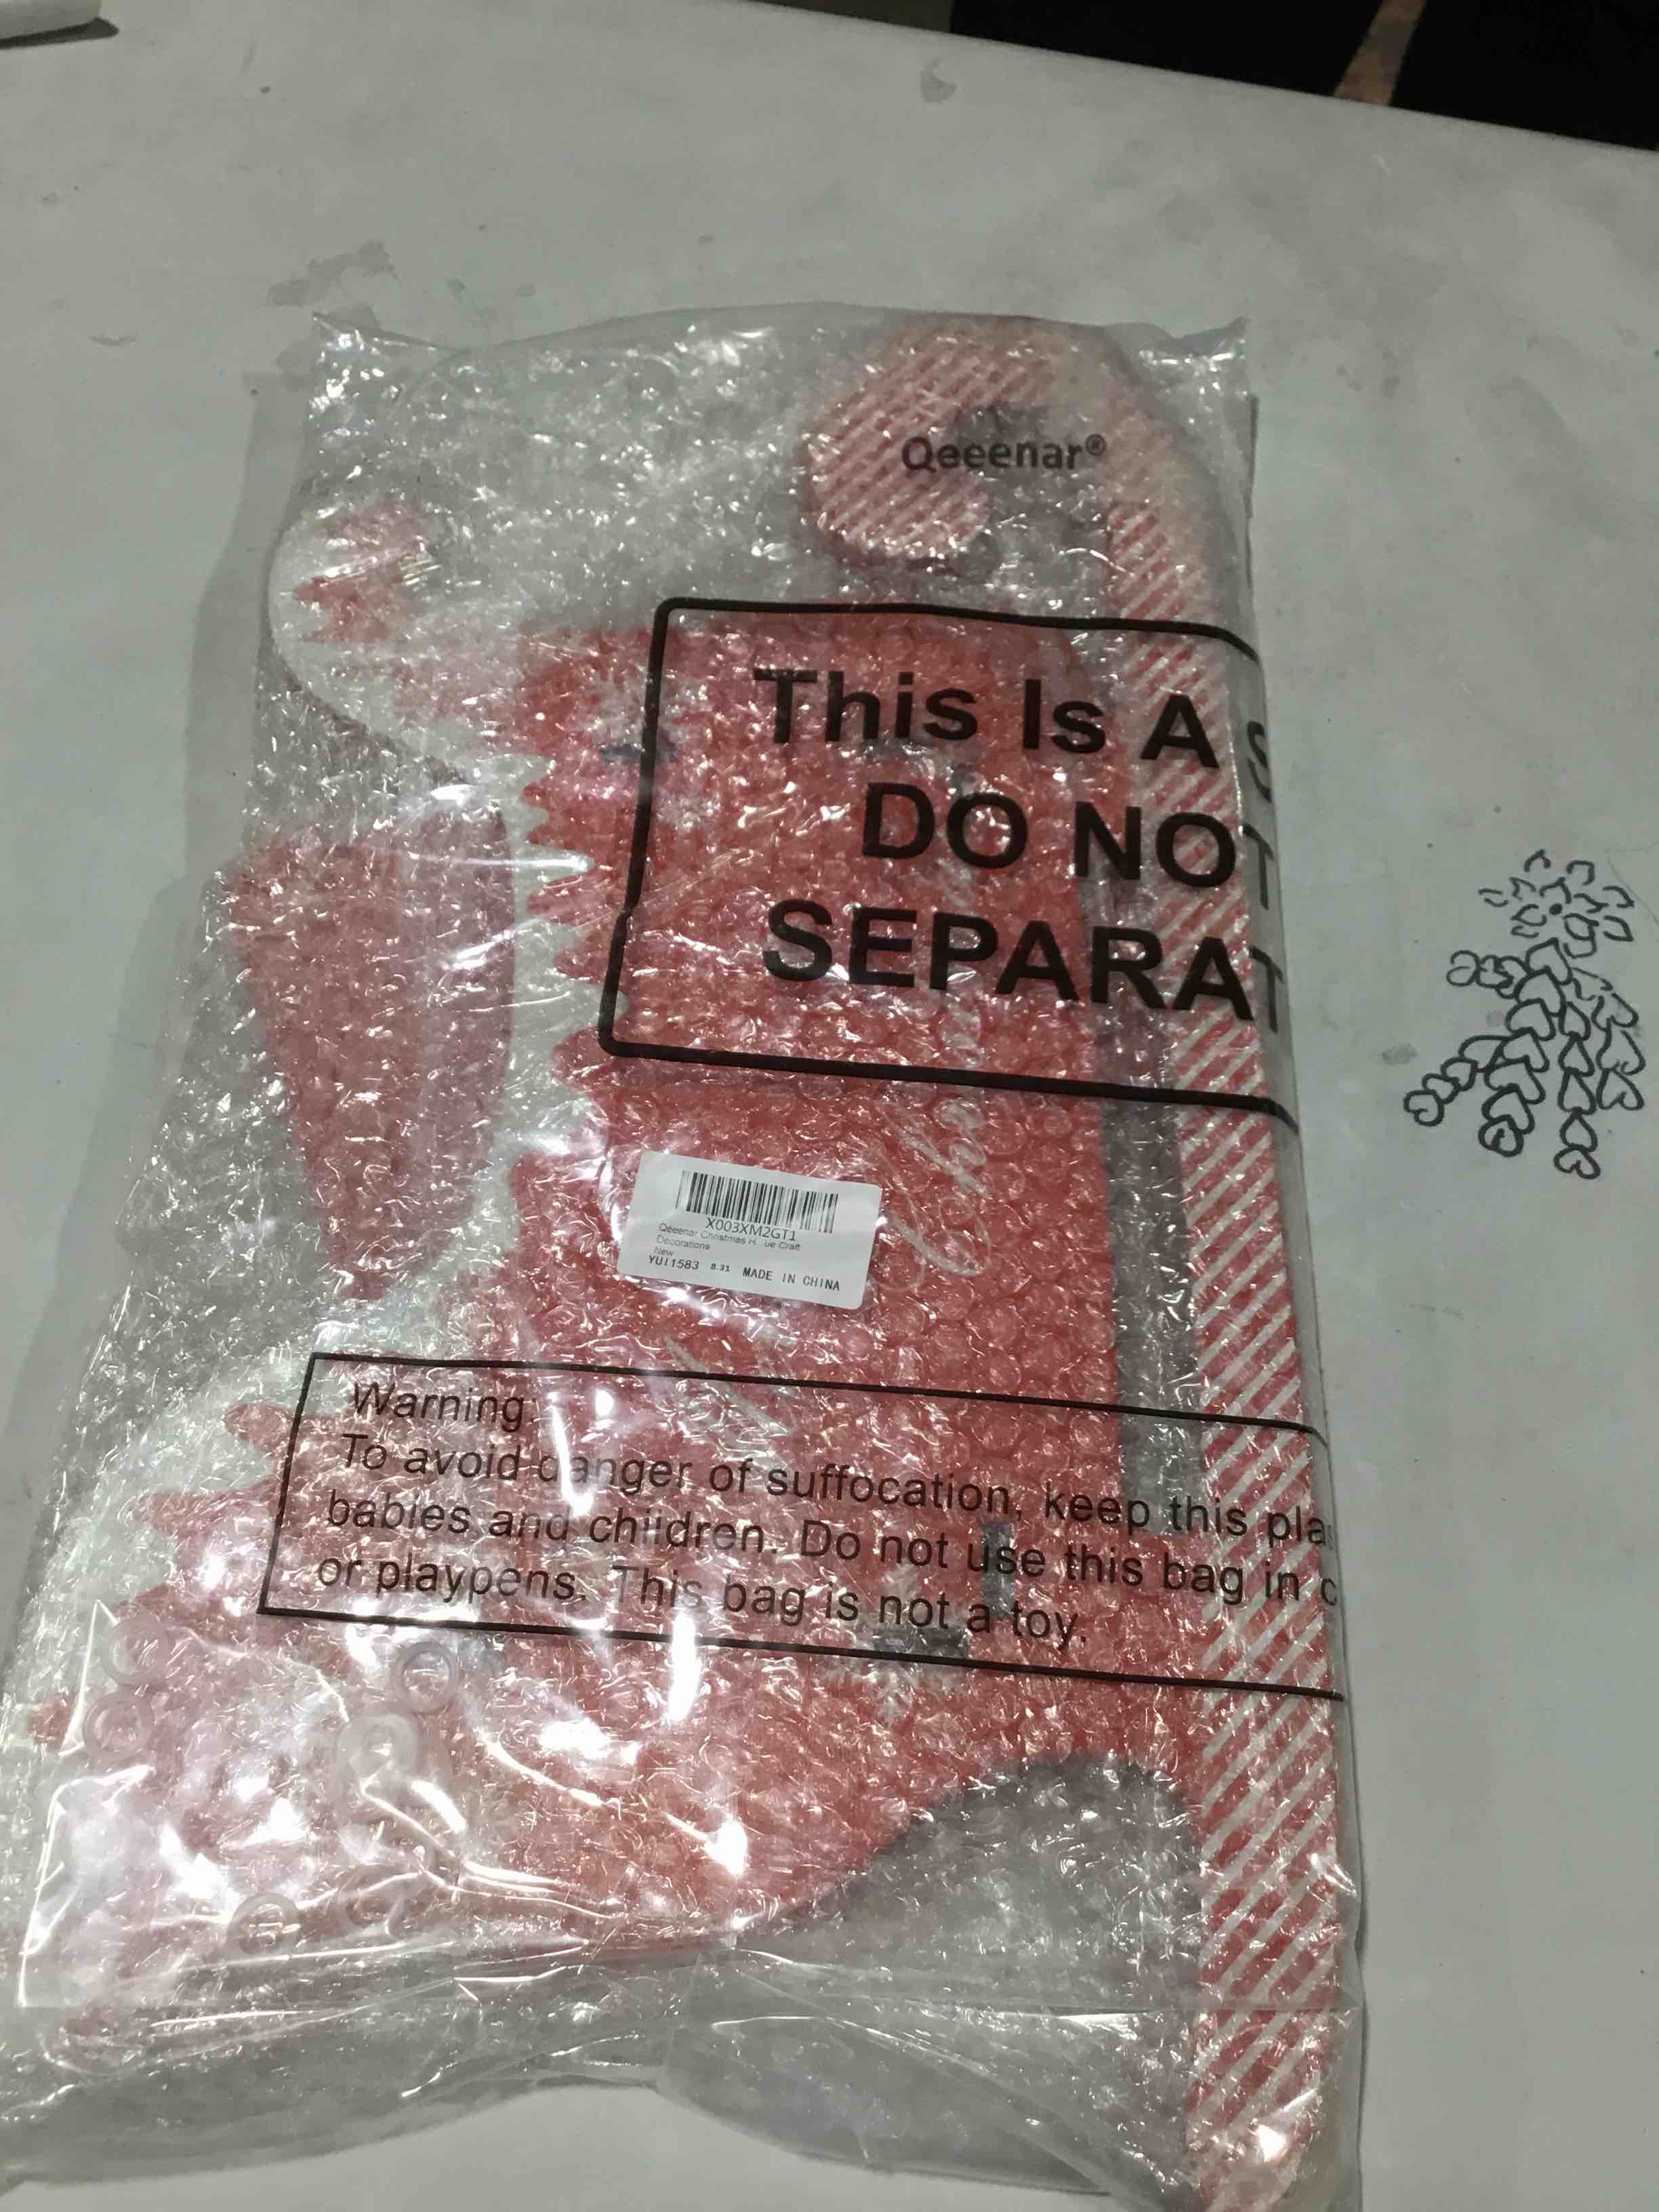 Qeeenar®
This Is A S
DO NOT
SEPARAT
X003XM2GT1
Qeeenar Christmas H ue Craft
Decorations
New
YUI1583 8.31 MADE IN CHINA
Warning:
To avoid danger of suffocation, keep this plas
babies and children. Do not use this bag in c
or playpens. This bag is not a toy.